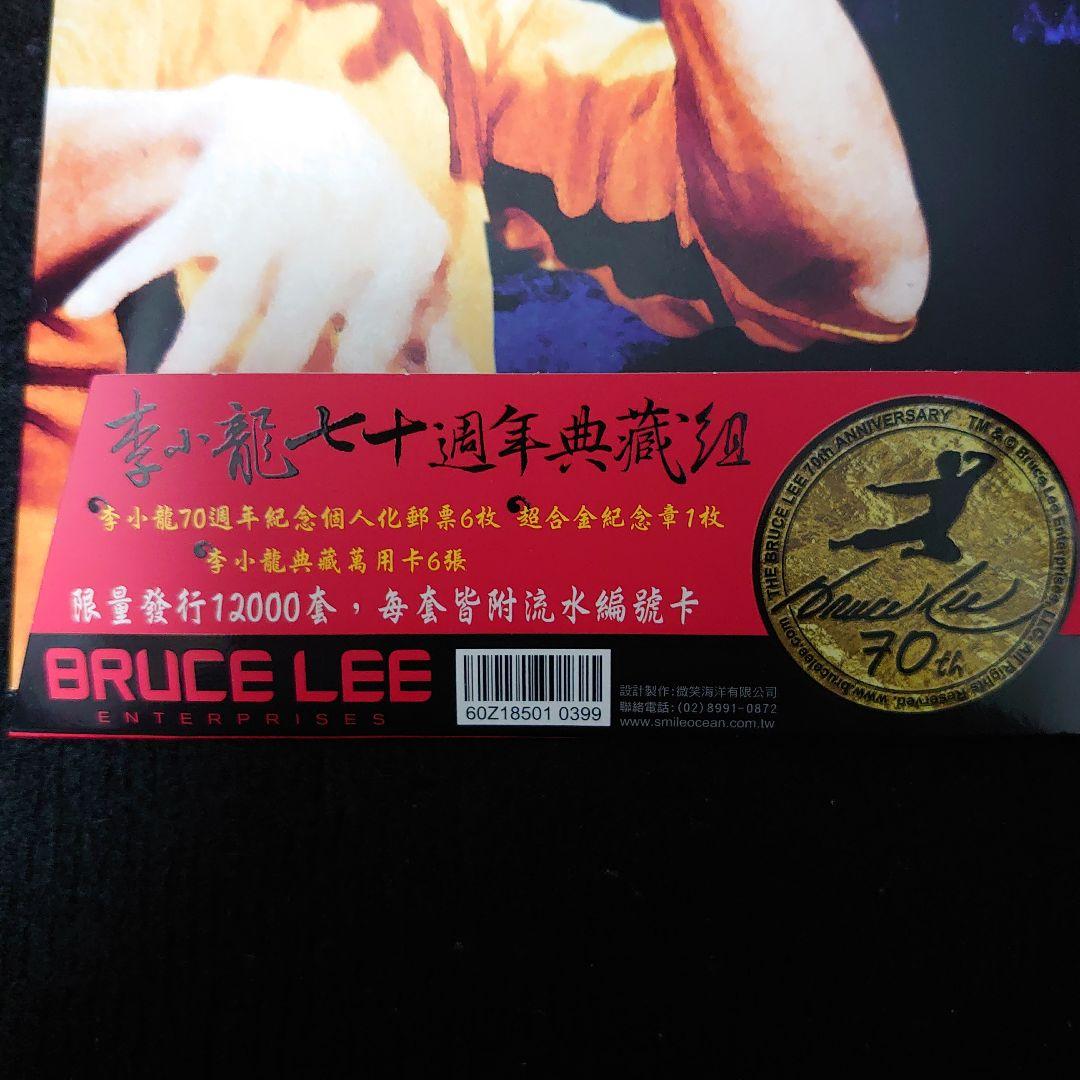 李小龍七十週年典藏組
李小龍70週年紀念個人化郵票6枚 超合金紀念章1枚
李小龍典藏萬用卡6張
限量發行12000套，每套皆附流水編號卡
BRUCE LEE
ENTERPRISES
60Z18501 0399
設計製作:微笑海洋有限公司
聯絡電話:(02)8991-0872
www.smileocean.com.tw
THE BRUCE LEE 70th ANNIVERSARY TM & © Bruce Lee Enterprises, LLC. All Rights Reserved. www.brucelee.com
Bruce Lee
70th